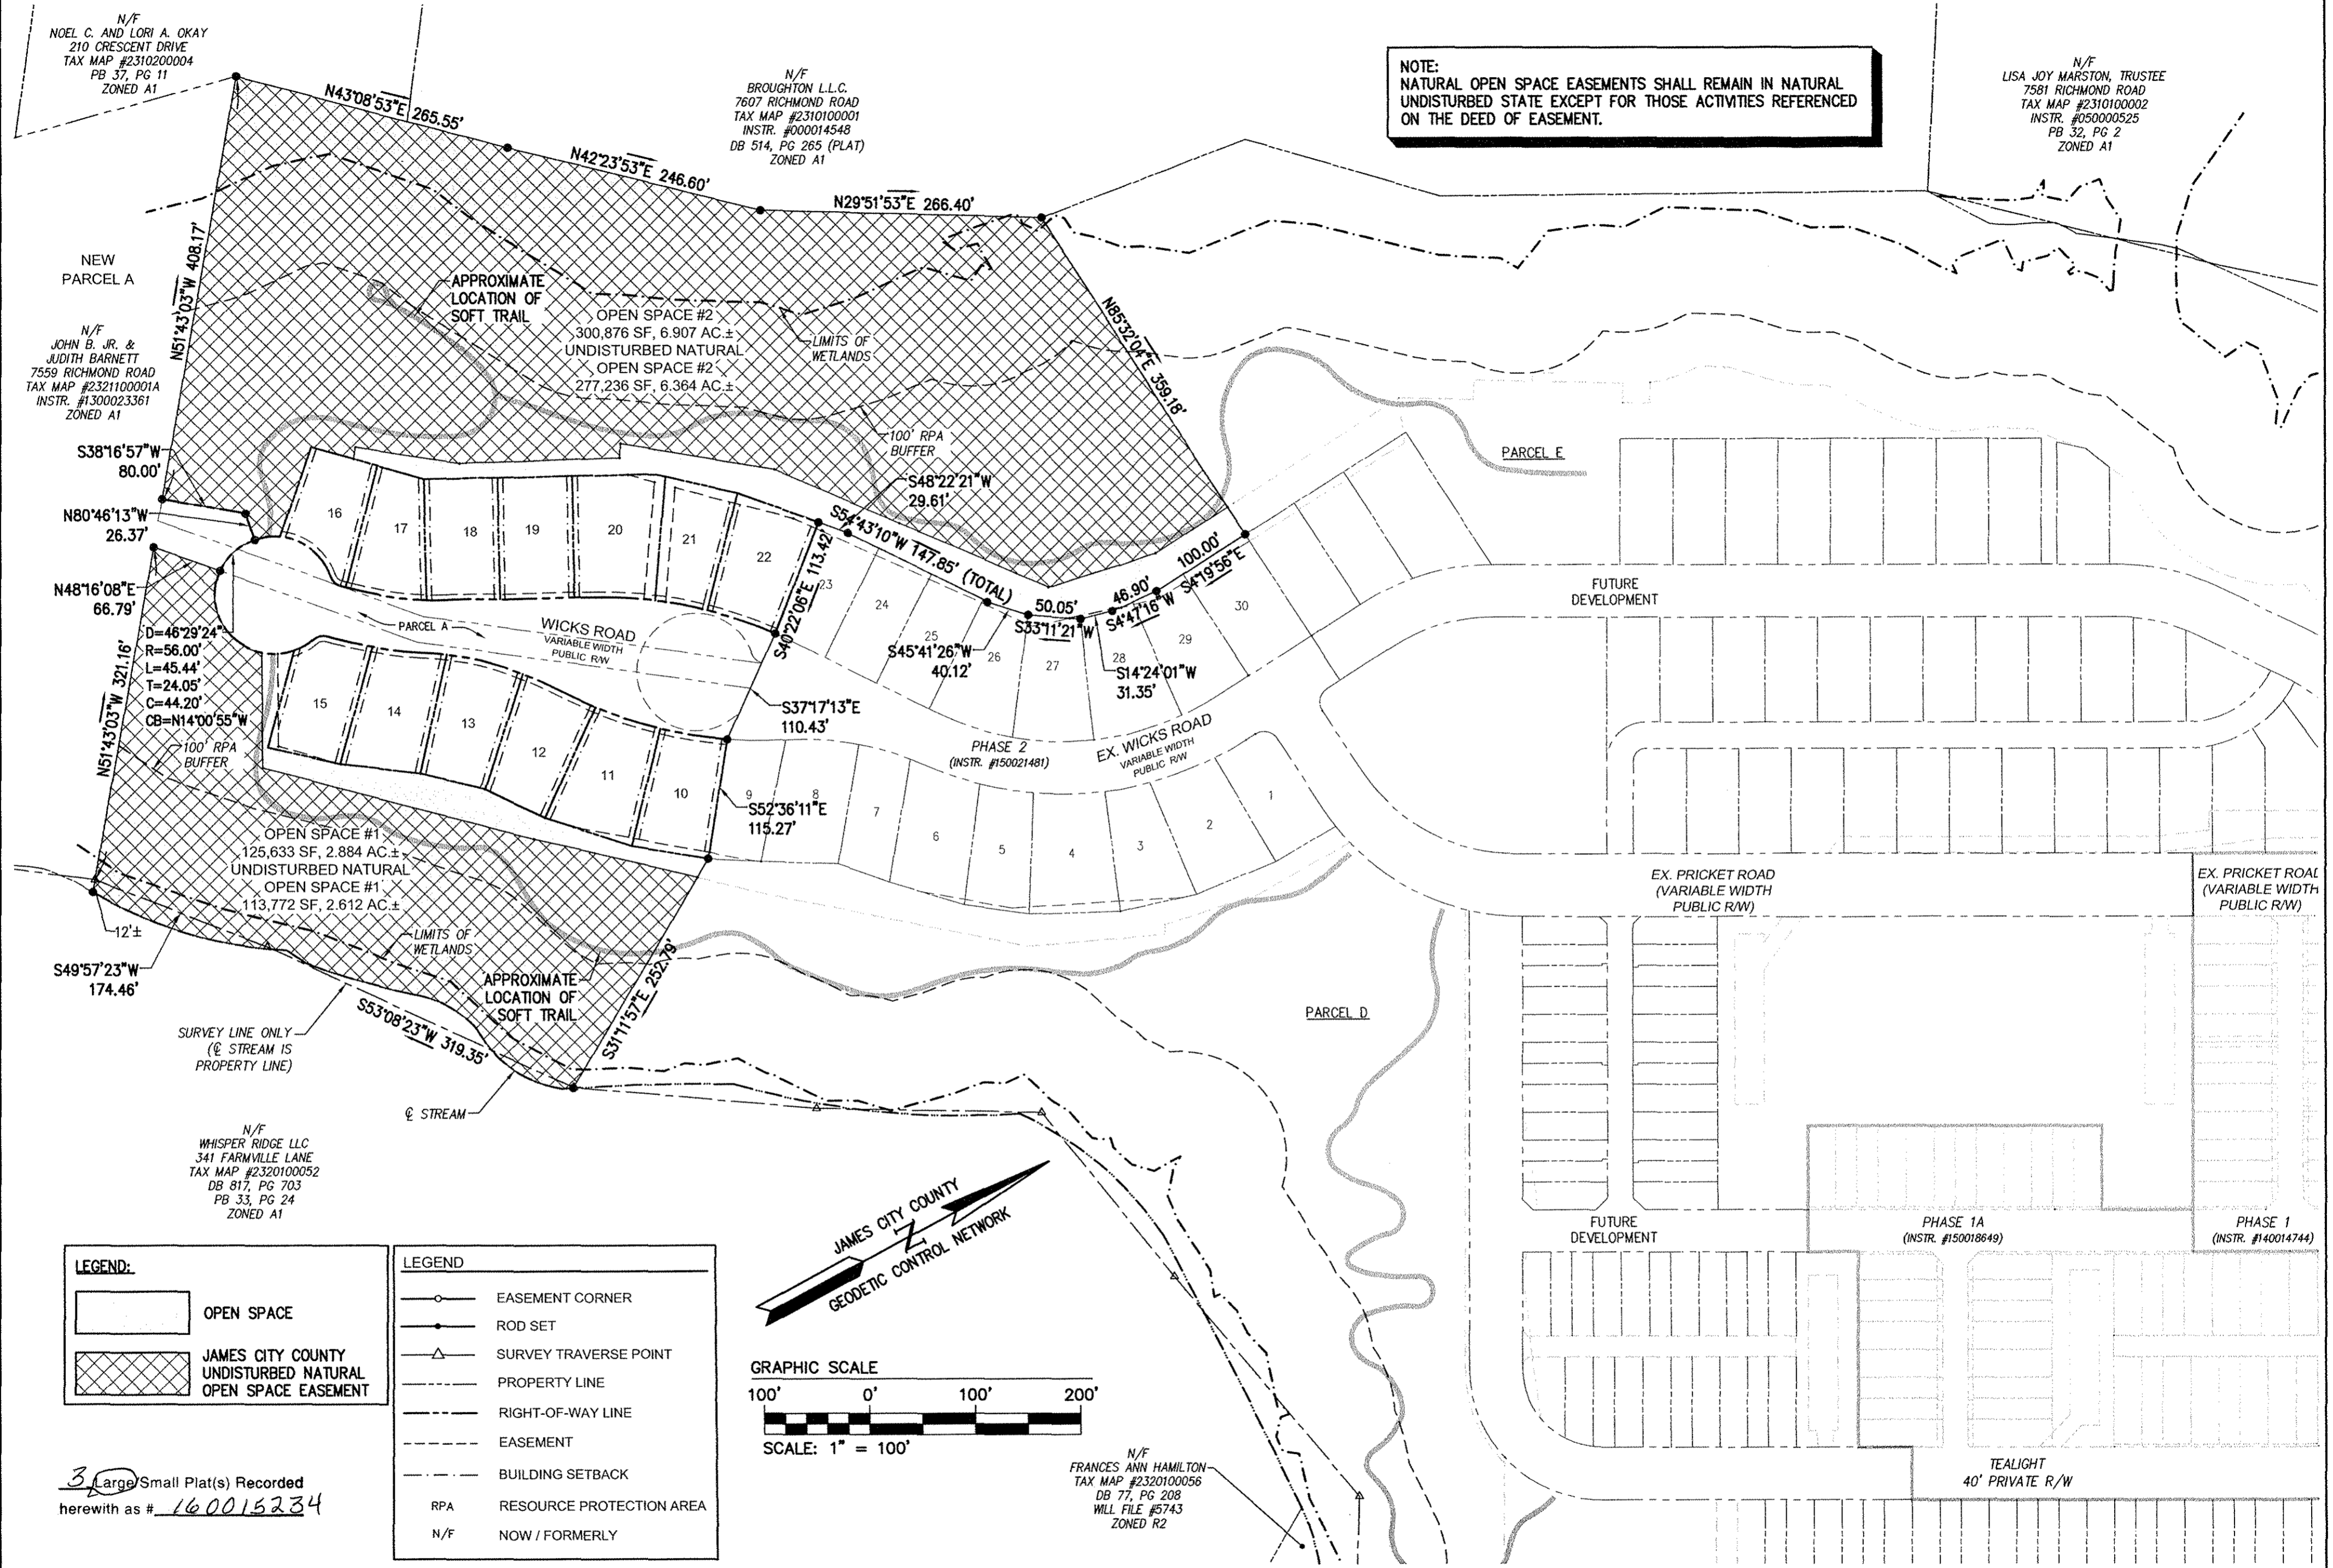 N/F
NOEL C. AND LORI A. OKAY
210 CRESCENT DRIVE
TAX MAP #2310200004
PB 37, PG 11
ZONED A1
N43°08'53"E 265.55'
N/F
BROUGHTON L.L.C.
7607 RICHMOND ROAD
TAX MAP #2310100001
INSTR. #000014548
DB 514, PG 265 (PLAT)
ZONED A1
N42°23'53"E 246.60'
N29°51'53"E 266.40'
NOTE:
NATURAL OPEN SPACE EASEMENTS SHALL REMAIN IN NATURAL
UNDISTURBED STATE EXCEPT FOR THOSE ACTIVITIES REFERENCED
ON THE DEED OF EASEMENT.
N/F
LISA JOY MARSTON, TRUSTEE
7581 RICHMOND ROAD
TAX MAP #2310100002
INSTR. #050000525
PB 32, PG 2
ZONED A1
NEW
PARCEL A
N51°43'03"W 408.17'
N/F
JOHN B. JR. &
JUDITH BARNETT
7559 RICHMOND ROAD
TAX MAP #2321100001A
INSTR. #1300023361
ZONED A1
APPROXIMATE
LOCATION OF
SOFT TRAIL
OPEN SPACE #2
300,876 SF, 6.907 AC.±
UNDISTURBED NATURAL
OPEN SPACE #2
277,236 SF, 6.364 AC.±
LIMITS OF
WETLANDS
N85°32'04"E 359.18'
100' RPA
BUFFER
S38°16'57"W
80.00'
N80°46'13"W
26.37'
N48°16'08"E
66.79'
S48°22'21"W
29.61'
S54°43'10"W 147.85' (TOTAL)
16
17
18
19
20
21
22
23
24
25
26
27
28
29
30
S40°22'06"E 113.42'
50.05'
S33°11'21"W
46.90'
S4°47'16"W
100.00'
S4°19'56"E
S45°41'26"W
40.12'
S14°24'01"W
31.35'
PARCEL E
FUTURE
DEVELOPMENT
PARCEL A
WICKS ROAD
VARIABLE WIDTH
PUBLIC R/W
D=46°29'24"
R=56.00'
L=45.44'
T=24.05'
C=44.20'
CB=N14°00'55"W
N51°43'03"W 321.16'
100' RPA
BUFFER
S37°17'13"E
110.43'
PHASE 2
(INSTR. #150021481)
EX. WICKS ROAD
VARIABLE WIDTH
PUBLIC R/W
15
14
13
12
11
10
9
8
7
6
5
4
3
2
1
S52°36'11"E
115.27'
OPEN SPACE #1
125,633 SF, 2.884 AC.±
UNDISTURBED NATURAL
OPEN SPACE #1
113,772 SF, 2.612 AC.±
12'±
LIMITS OF
WETLANDS
S49°57'23"W
174.46'
APPROXIMATE
LOCATION OF
SOFT TRAIL
S31°11'57"E 252.79'
S53°08'23"W 319.35'
SURVEY LINE ONLY
(℄ STREAM IS
PROPERTY LINE)
℄ STREAM
EX. PRICKET ROAD
(VARIABLE WIDTH
PUBLIC R/W)
EX. PRICKET ROAD
(VARIABLE WIDTH
PUBLIC R/W)
PARCEL D
N/F
WHISPER RIDGE LLC
341 FARMVILLE LANE
TAX MAP #2320100052
DB 817, PG 703
PB 33, PG 24
ZONED A1
JAMES CITY COUNTY
N
GEODETIC CONTROL NETWORK
FUTURE
DEVELOPMENT
PHASE 1A
(INSTR. #150018649)
PHASE 1
(INSTR. #140014744)
LEGEND:
OPEN SPACE
JAMES CITY COUNTY
UNDISTURBED NATURAL
OPEN SPACE EASEMENT
LEGEND
EASEMENT CORNER
ROD SET
SURVEY TRAVERSE POINT
PROPERTY LINE
RIGHT-OF-WAY LINE
EASEMENT
BUILDING SETBACK
RPA RESOURCE PROTECTION AREA
N/F NOW / FORMERLY
GRAPHIC SCALE
100' 0' 100' 200'
SCALE: 1" = 100'
N/F
FRANCES ANN HAMILTON
TAX MAP #2320100056
DB 77, PG 208
WILL FILE #5743
ZONED R2
TEALIGHT
40' PRIVATE R/W
3 Large/Small Plat(s) Recorded
herewith as # 160015234